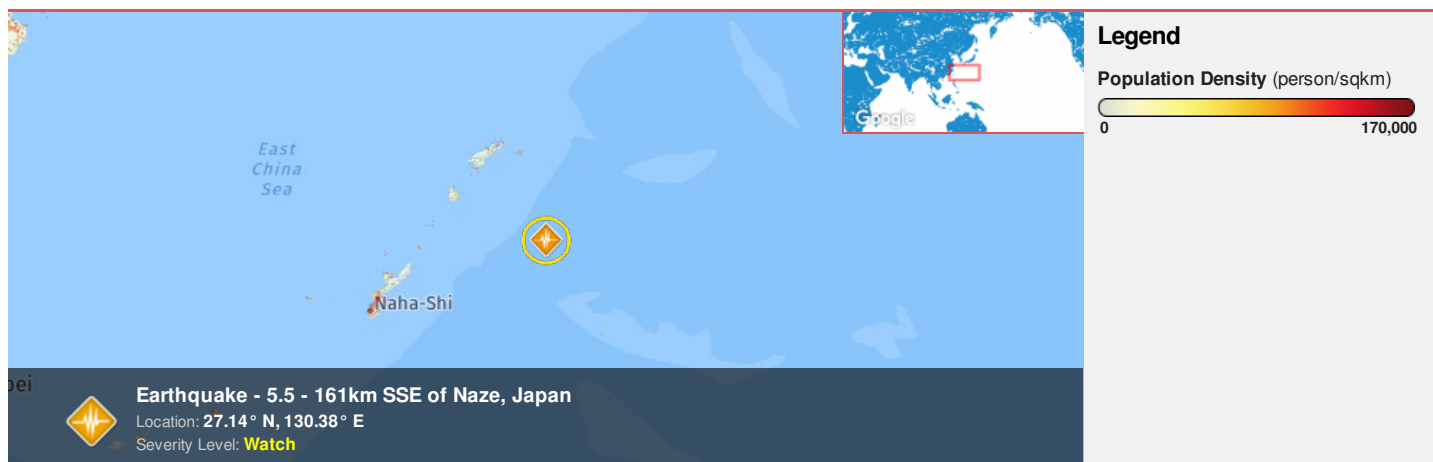 Legend
Population Density (person/sqkm)
0 170,000
Google
East
China
Sea
Naha-Shi
pei
Earthquake - 5.5 - 161km SSE of Naze, Japan
Location: 27.14° N, 130.38° E
Severity Level: Watch